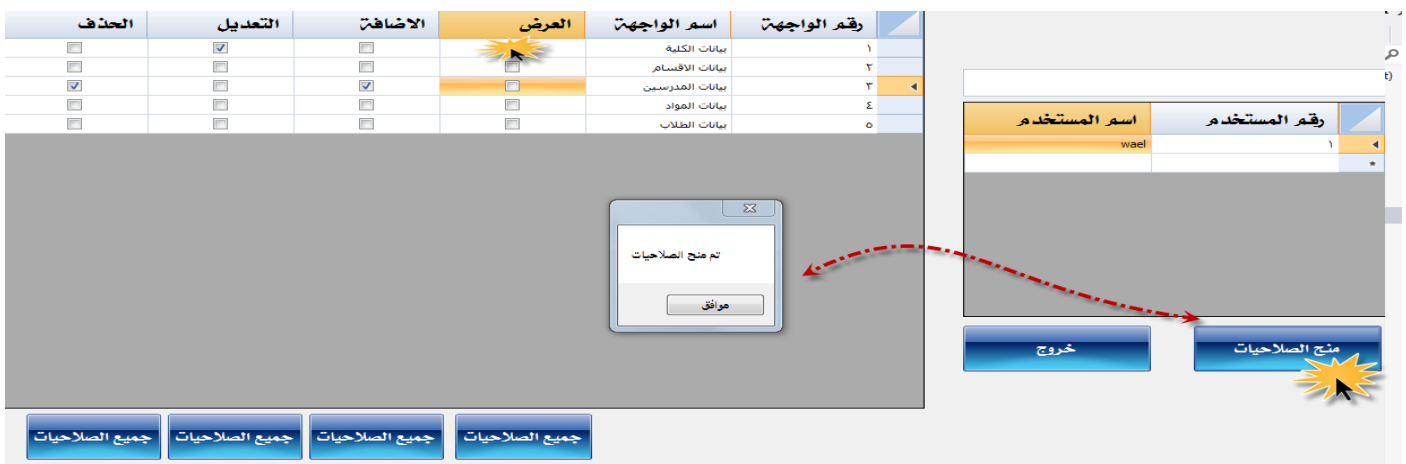 رقم الواجهة اسم الواجهة العرض الاضافة التعديل الحذف
١ بيانات الكلية
٢ بيانات الاقسام
٣ بيانات المدرسين
٤ بيانات المواد
٥ بيانات الطلاب
t)
رقم المستخدم اسم المستخدم
١ wael
*
تم منح الصلاحيات
موافق
منح الصلاحيات
خروج
جميع الصلاحيات جميع الصلاحيات جميع الصلاحيات جميع الصلاحيات